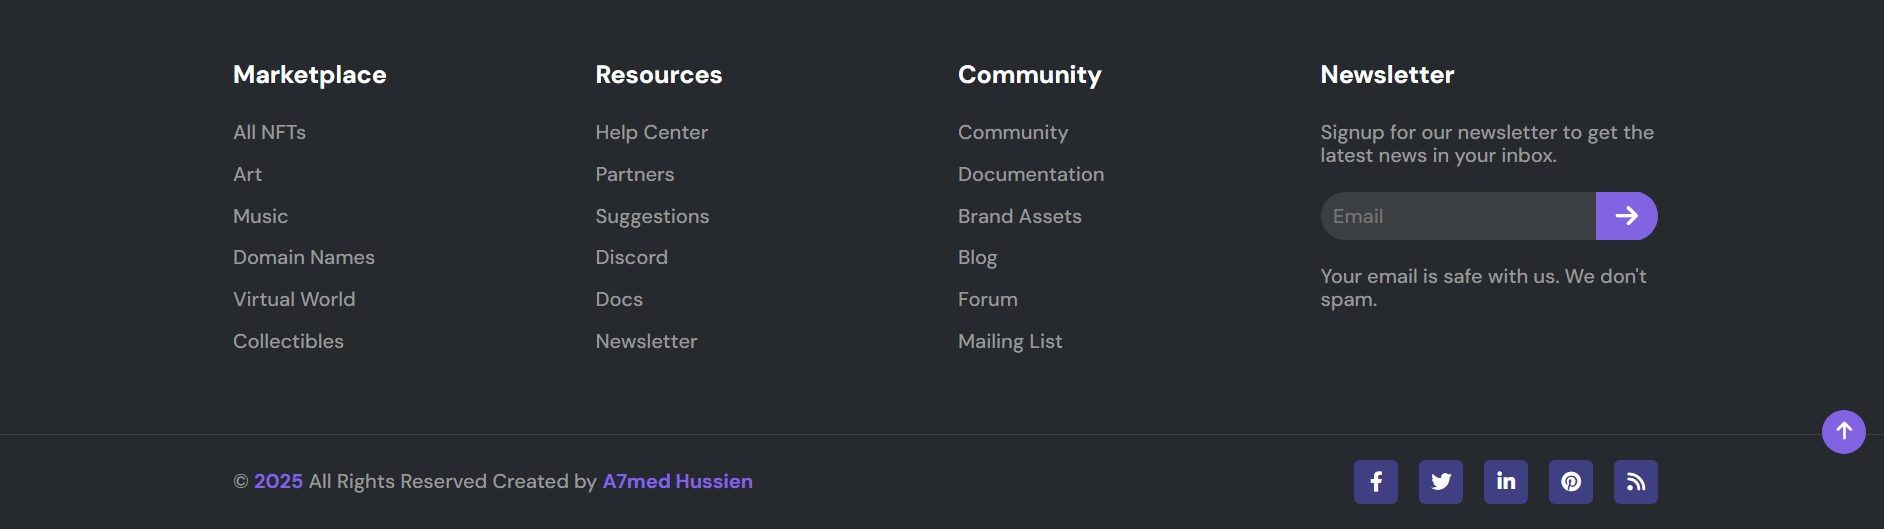 Marketplace
All NFTs
Art
Music
Domain Names
Virtual World
Collectibles
Resources
Help Center
Partners
Suggestions
Discord
Docs
Newsletter
Community
Community
Documentation
Brand Assets
Blog
Forum
Mailing List
Newsletter
Signup for our newsletter to get the
latest news in your inbox.
Email
Your email is safe with us. We don't
spam.
© 2025 All Rights Reserved Created by A7med Hussien